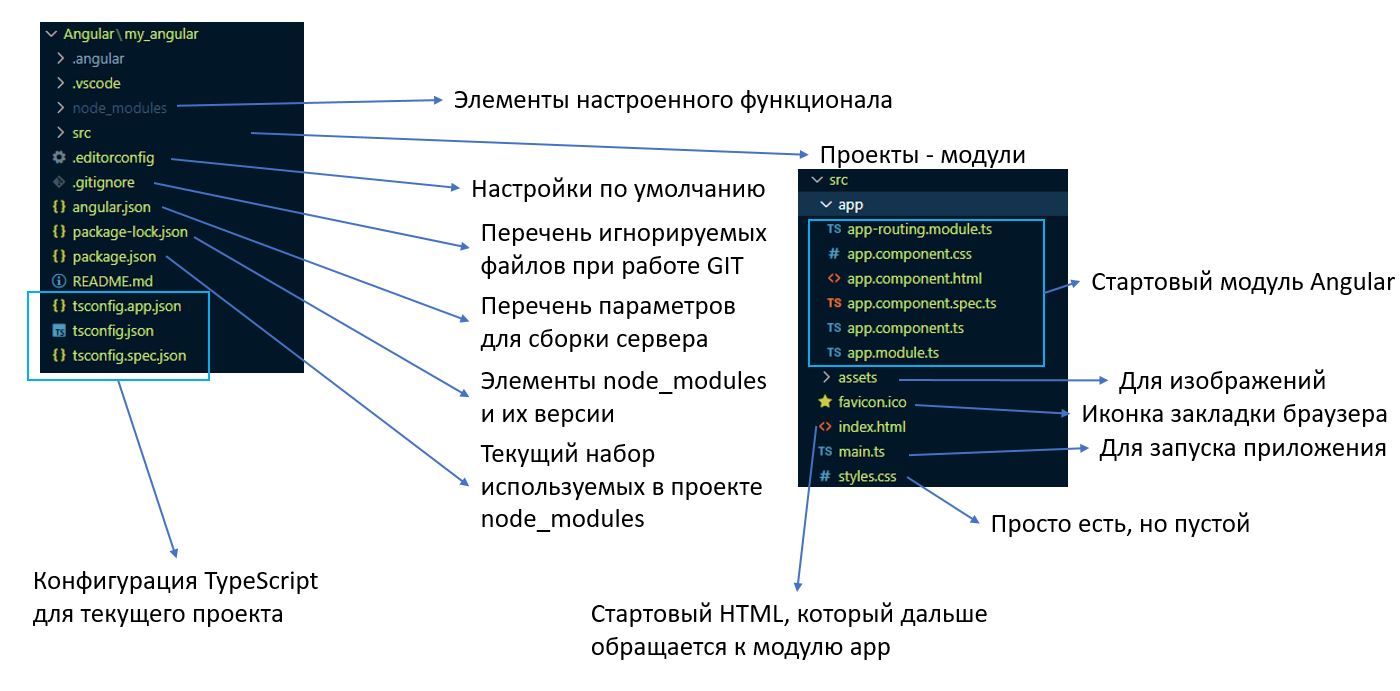 Angular\my_angular
.angular
.vscode
node_modules
src
.editorconfig
.gitignore
angular.json
package-lock.json
package.json
README.md
tsconfig.app.json
tsconfig.json
tsconfig.spec.json
Элементы настроенного функционала
Проекты - модули
Настройки по умолчанию
Перечень игнорируемых
файлов при работе GIT
Перечень параметров
для сборки сервера
Элементы node_modules
и их версии
Текущий набор
используемых в проекте
node_modules
Конфигурация TypeScript
для текущего проекта
src
app
TS app-routing.module.ts
# app.component.css
<> app.component.html
TS app.component.spec.ts
TS app.component.ts
TS app.module.ts
assets
favicon.ico
<> index.html
TS main.ts
# styles.css
Стартовый модуль Angular
Для изображений
Иконка закладки браузера
Для запуска приложения
Просто есть, но пустой
Стартовый HTML, который дальше
обращается к модулю app